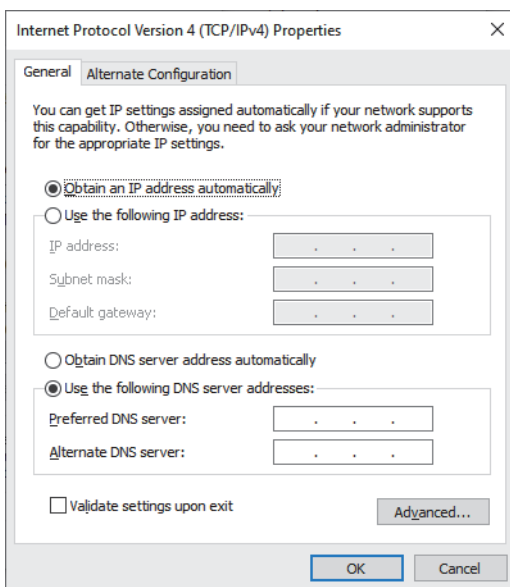 Internet Protocol Version 4 (TCP/IPv4) Properties
General
Alternate Configuration
You can get IP settings assigned automatically if your network supports
this capability. Otherwise, you need to ask your network administrator
for the appropriate IP settings.
Obtain an IP address automatically
Use the following IP address:
IP address:
Subnet mask:
Default gateway:
Obtain DNS server address automatically
Use the following DNS server addresses:
Preferred DNS server:
Alternate DNS server:
Validate settings upon exit
Advanced...
OK
Cancel